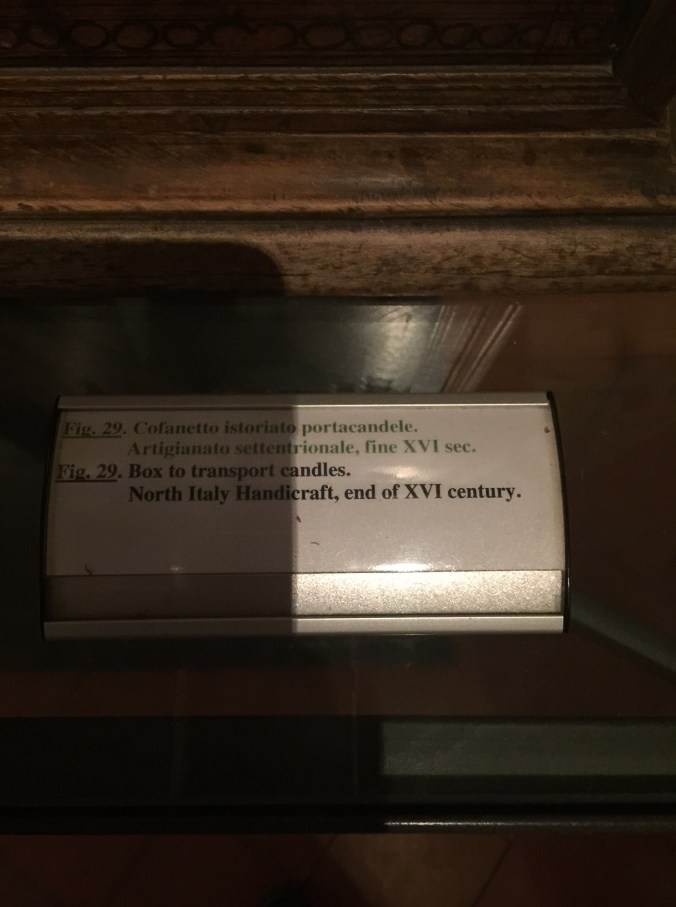 Fig. 29. Cofanetto istoriato portacandele.
Artigianato settentrionale, fine XVI sec.
Fig. 29. Box to transport candles.
North Italy Handicraft, end of XVI century.